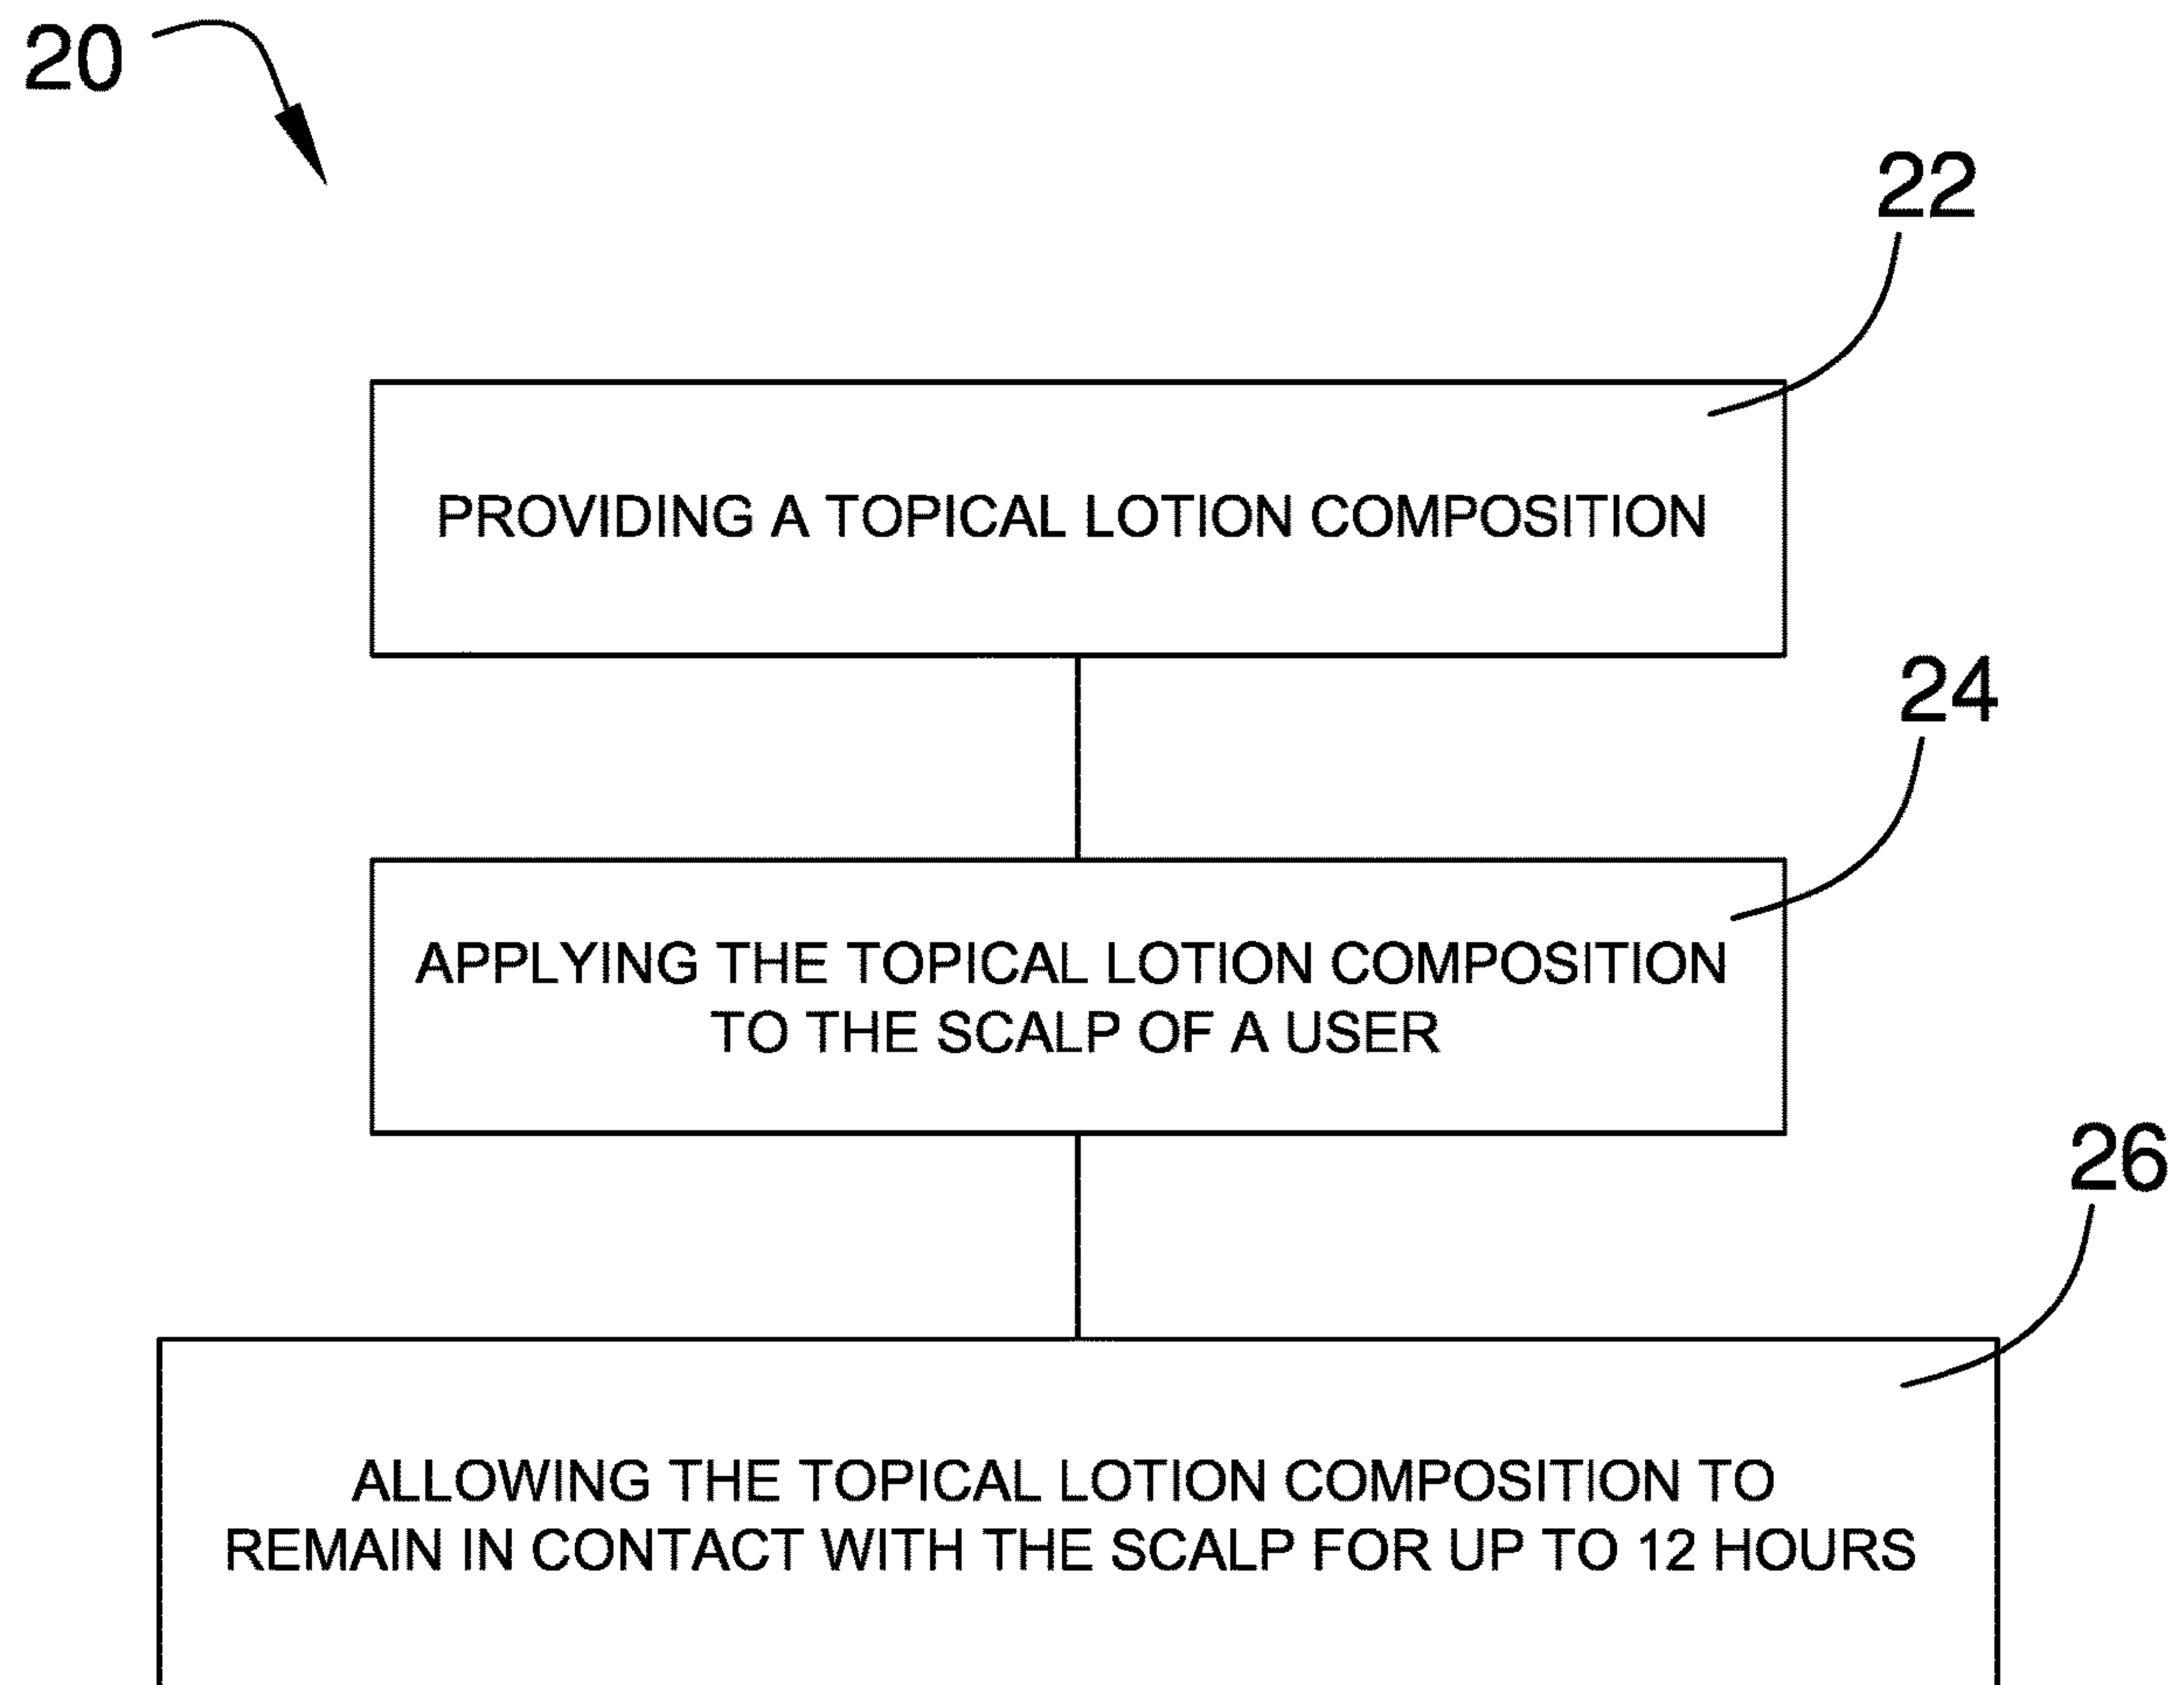 20
22
PROVIDING A TOPICAL LOTION COMPOSITION
24
APPLYING THE TOPICAL LOTION COMPOSITION
TO THE SCALP OF A USER
26
ALLOWING THE TOPICAL LOTION COMPOSITION TO
REMAIN IN CONTACT WITH THE SCALP FOR UP TO 12 HOURS